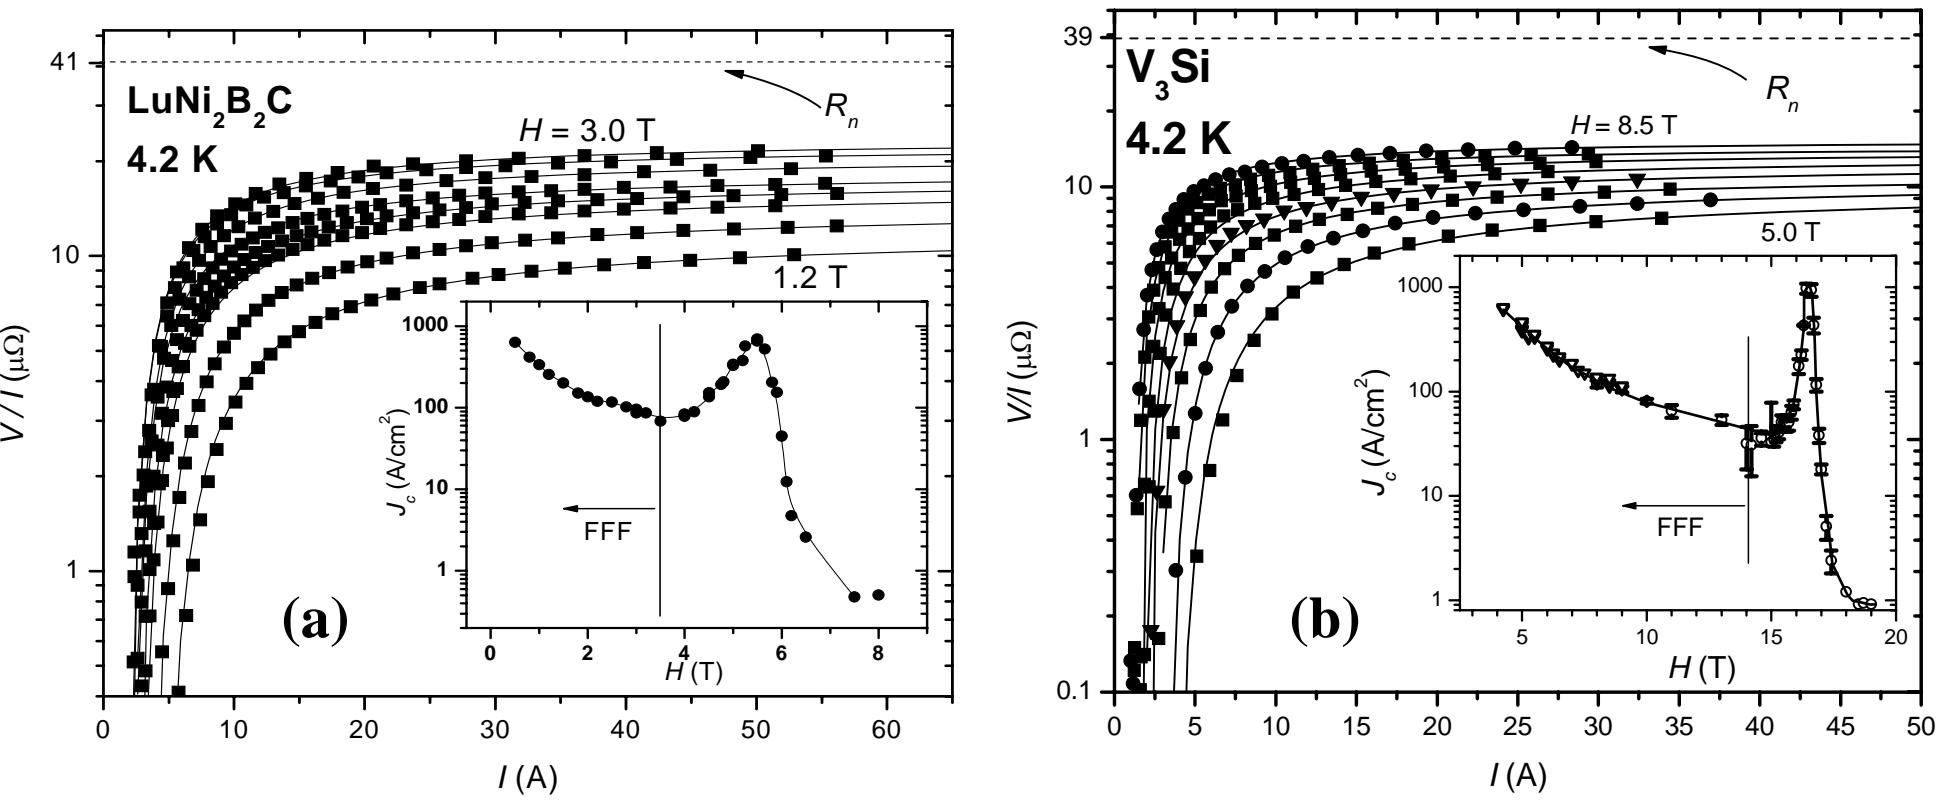 41
LuNi₂B₂C
4.2 K
H = 3.0 T
Rₙ
10
1.2 T
1
V / I (μΩ)
0 10 20 30 40 50 60
I (A)
(a)
1000
100
10
1
J_c (A/cm²)
FFF
0 2 4 6 8
H (T)
39
V₃Si
4.2 K
H = 8.5 T
Rₙ
10
5.0 T
1
0.1
V/I (μΩ)
0 5 10 15 20 25 30 35 40 45 50
I (A)
(b)
1000
100
10
1
J_c (A/cm²)
FFF
5 10 15 20
H (T)